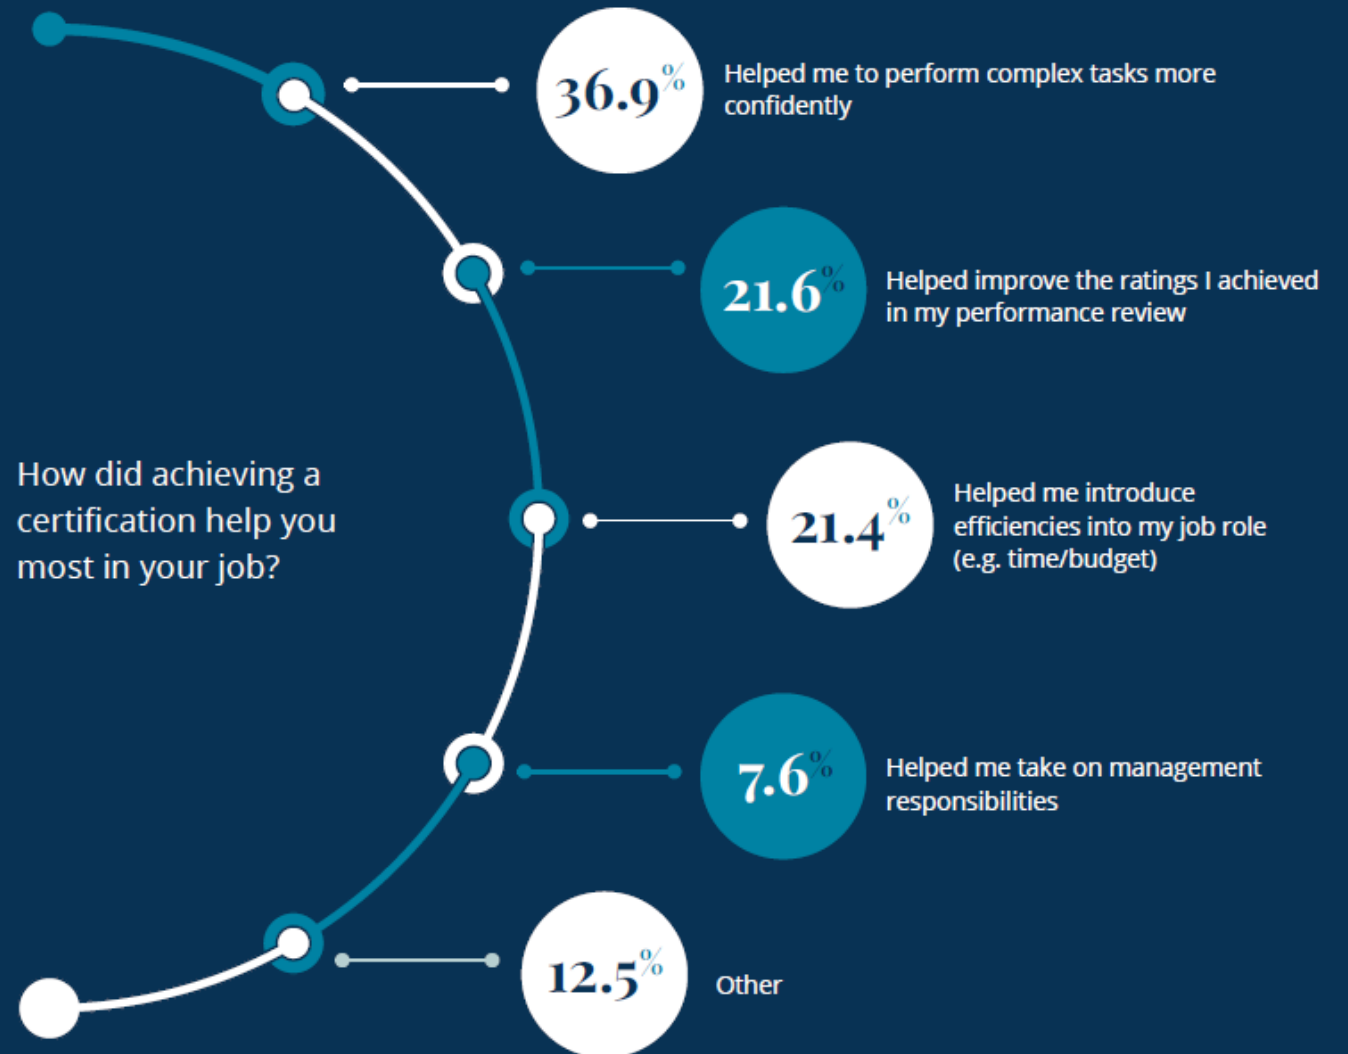 36.9%
Helped me to perform complex tasks more
confidently
21.6%
Helped improve the ratings I achieved
in my performance review
How did achieving a
certification help you
most in your job?
21.4%
Helped me introduce
efficiencies into my job role
(e.g. time/budget)
7.6%
Helped me take on management
responsibilities
12.5%
Other